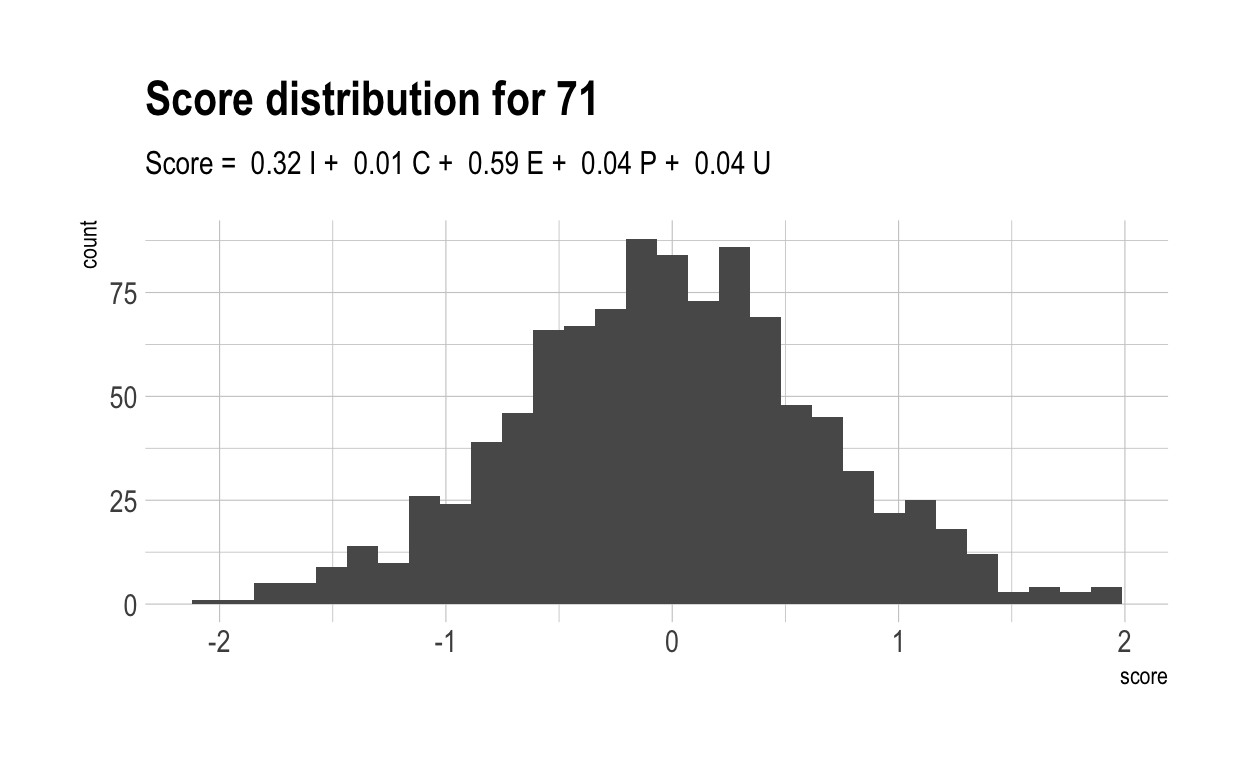 Score distribution for 71
Score =  0.32 I +  0.01 C +  0.59 E +  0.04 P +  0.04 U
count
75
50
25
0
-2 -1 0 1 2
score